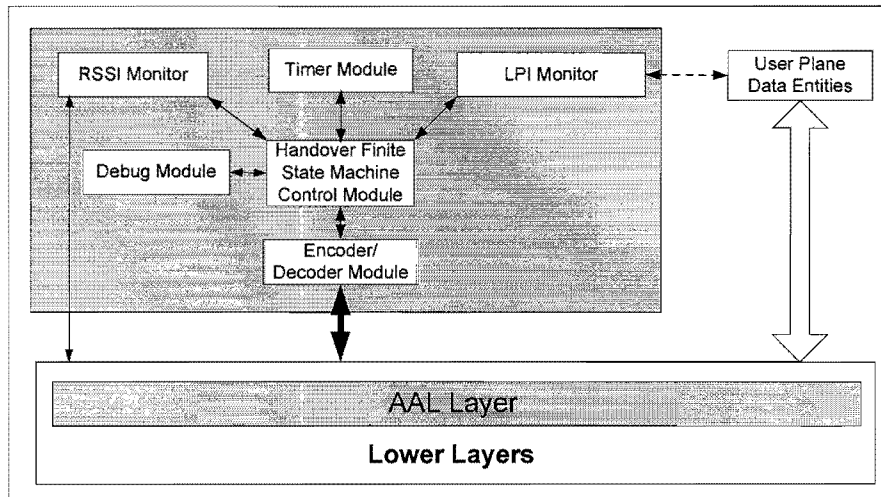 RSSI Monitor
Timer Module
LPI Monitor
User Plane
Data Entities
Debug Module
Handover Finite
State Machine
Control Module
Encoder/
Decoder Module
AAL Layer
Lower Layers